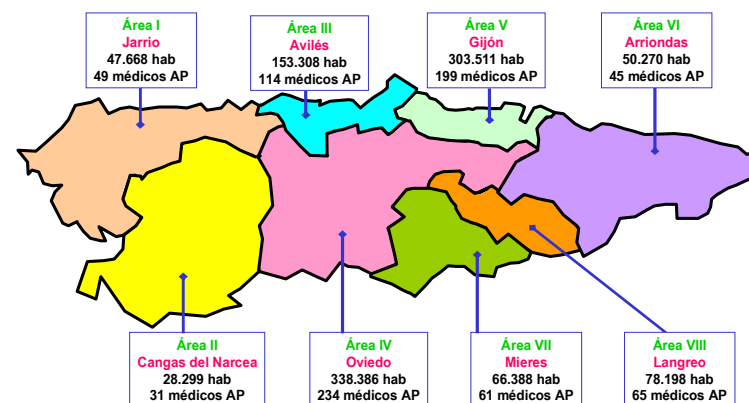 Área I
Jarrio
47.668 hab
49 médicos AP
Área III
Avilés
153.308 hab
114 médicos AP
Área V
Gijón
303.511 hab
199 médicos AP
Área VI
Arriondas
50.270 hab
45 médicos AP
Área II
Cangas del Narcea
28.299 hab
31 médicos AP
Área IV
Oviedo
338.386 hab
234 médicos AP
Área VII
Mieres
66.388 hab
61 médicos AP
Área VIII
Langreo
78.198 hab
65 médicos AP